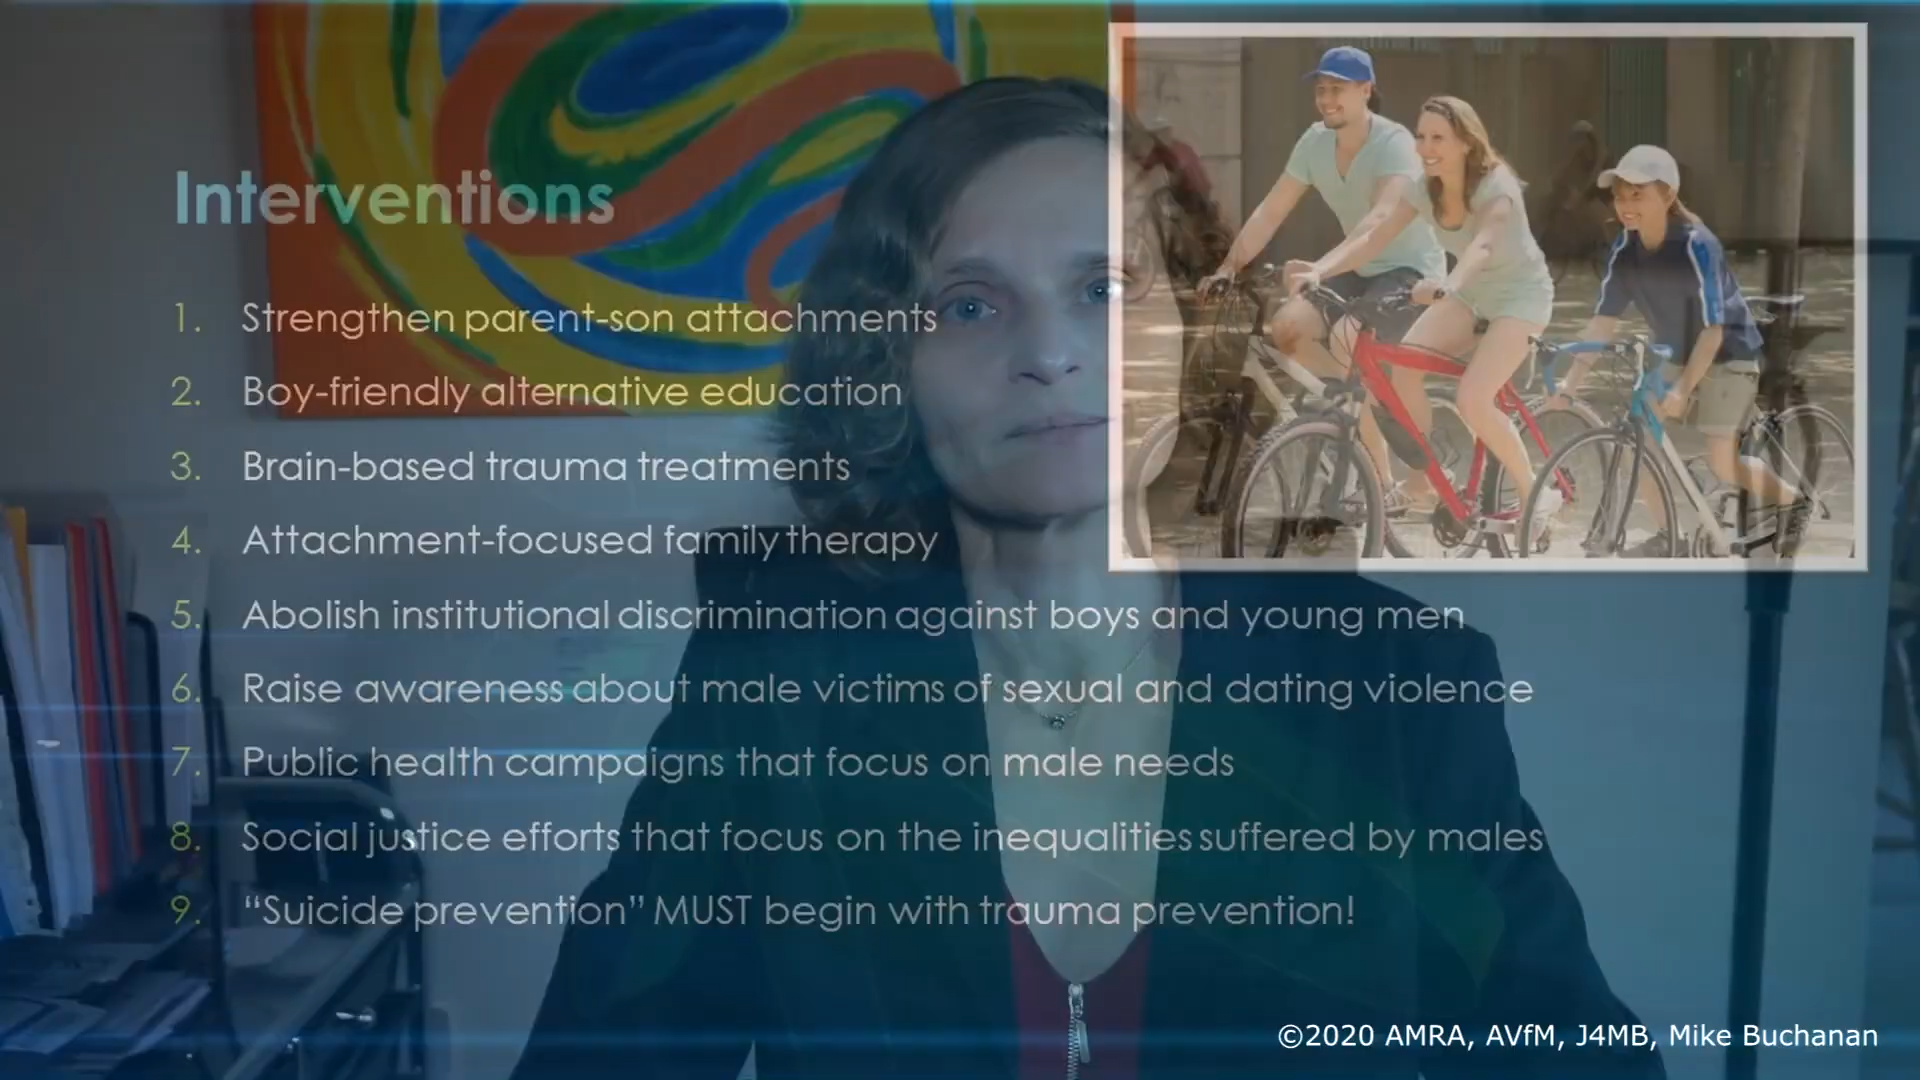 Interventions
1. Strengthen parent-son attachments
2. Boy-friendly alternative education
3. Brain-based trauma treatments
4. Attachment-focused family therapy
5. Abolish institutional discrimination against boys and young men
6. Raise awareness about male victims of sexual and dating violence
7. Public health campaigns that focus on male needs
8. Social justice efforts that focus on the inequalities suffered by males
9. “Suicide prevention” MUST begin with trauma prevention!
©2020 AMRA, AVfM, J4MB, Mike Buchanan